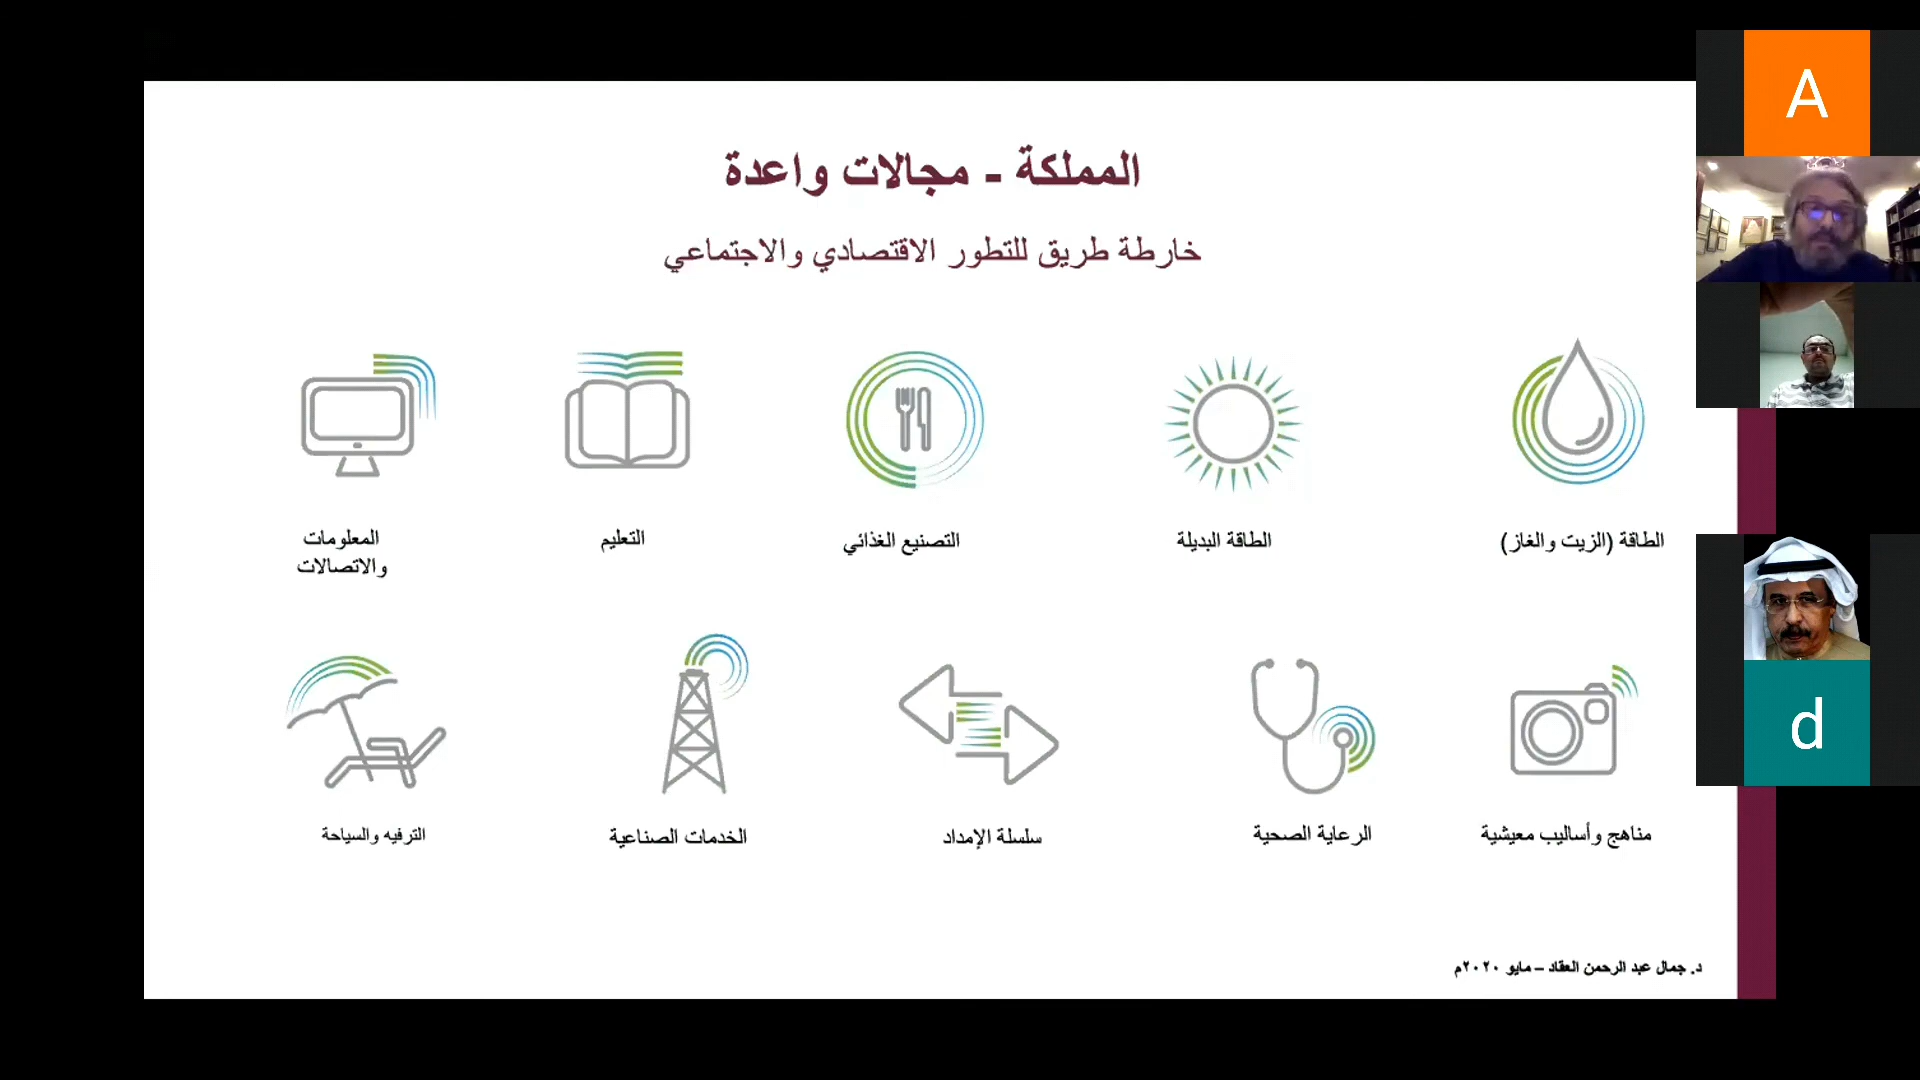 المملكة - مجالات واعدة
خارطة طريق للتطور الاقتصادي والاجتماعي
الطاقة (الزيت والغاز)
الطاقة البديلة
التصنيع الغذائي
التعليم
المعلومات
والاتصالات
مناهج وأساليب معيشية
الرعاية الصحية
سلسلة الإمداد
الخدمات الصناعية
الترفيه والسياحة
د. جمال عبد الرحمن العقاد – مايو ٢٠٢٠م
A
d